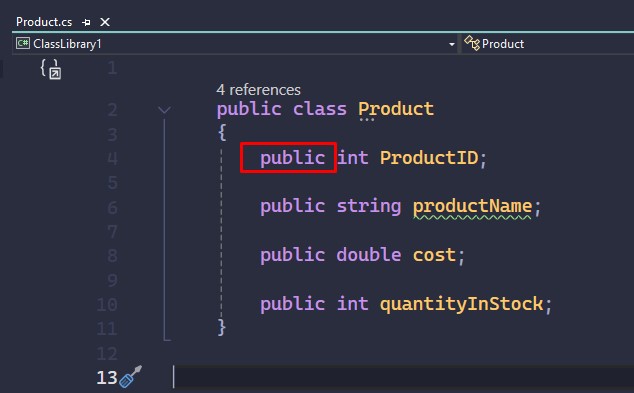 Product.cs
ClassLibrary1 Product
1
4 references
2 public class Product
3 {
4 public int ProductID;
5
6 public string productName;
7
8 public double cost;
9
10 public int quantityInStock;
11 }
12
13